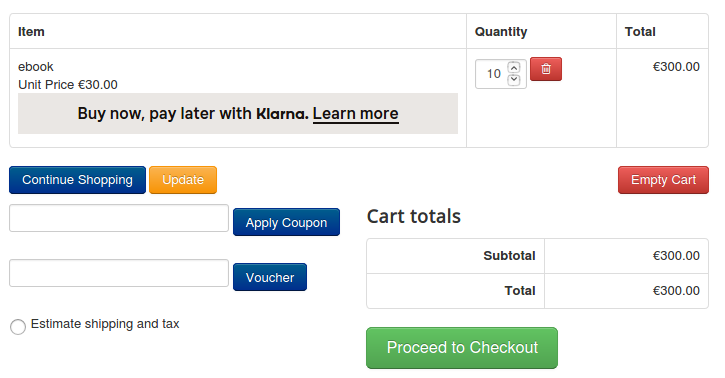 Item Quantity Total
ebook
Unit Price €30.00
10
€300.00
Buy now, pay later with Klarna. Learn more
Continue Shopping Update Empty Cart
Apply Coupon
Voucher
Estimate shipping and tax
Cart totals
Subtotal €300.00
Total €300.00
Proceed to Checkout